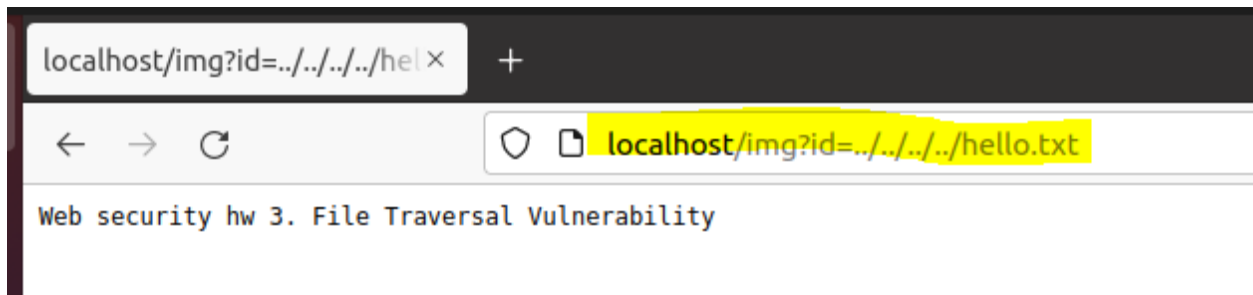 localhost/img?id=../../../../hel
localhost/img?id=../../../../hello.txt
Web security hw 3. File Traversal Vulnerability